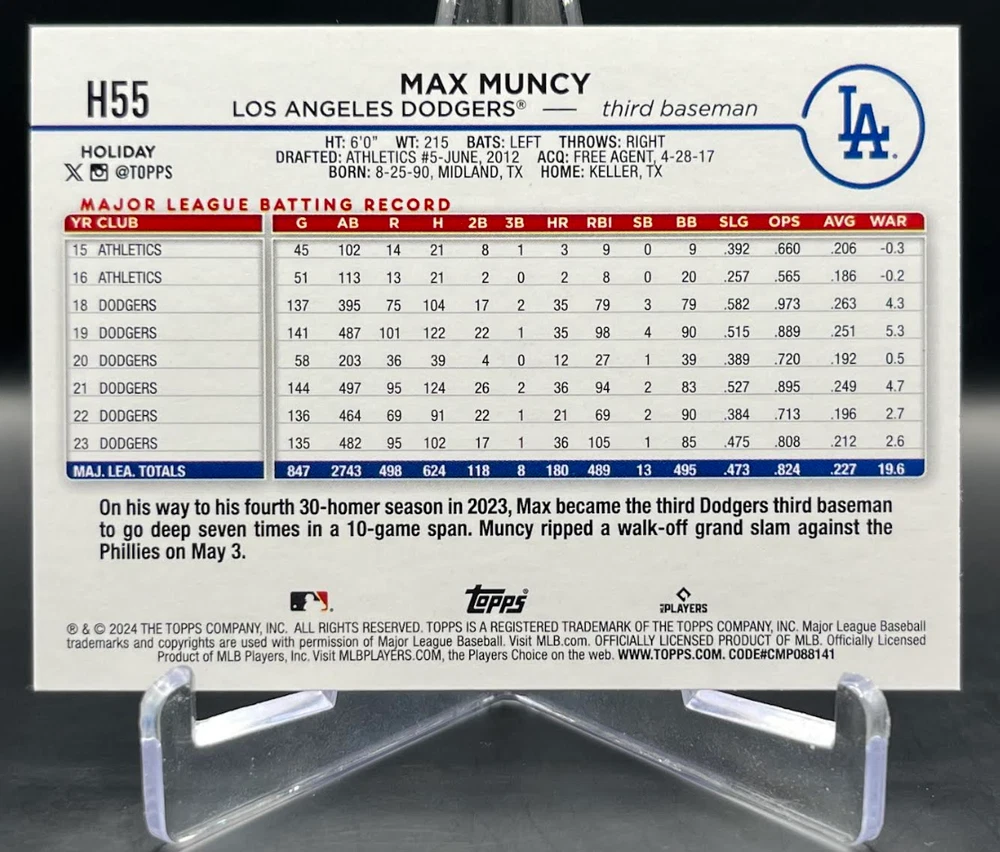 H55
MAX MUNCY
LOS ANGELES DODGERS® — third baseman
LA
HOLIDAY
@TOPPS
HT: 6'0" WT: 215 BATS: LEFT THROWS: RIGHT
DRAFTED: ATHLETICS #5-JUNE, 2012 ACQ: FREE AGENT, 4-28-17
BORN: 8-25-90, MIDLAND, TX HOME: KELLER, TX
MAJOR LEAGUE BATTING RECORD
YR CLUB G AB R H 2B 3B HR RBI SB BB SLG OPS AVG WAR
15 ATHLETICS 45 102 14 21 8 1 3 9 0 9 .392 .660 .206 -0.3
16 ATHLETICS 51 113 13 21 2 0 2 8 0 20 .257 .565 .186 -0.2
18 DODGERS 137 395 75 104 17 2 35 79 3 79 .582 .973 .263 4.3
19 DODGERS 141 487 101 122 22 1 35 98 4 90 .515 .889 .251 5.3
20 DODGERS 58 203 36 39 4 0 12 27 1 39 .389 .720 .192 0.5
21 DODGERS 144 497 95 124 26 2 36 94 2 83 .527 .895 .249 4.7
22 DODGERS 136 464 69 91 22 1 21 69 2 90 .384 .713 .196 2.7
23 DODGERS 135 482 95 102 17 1 36 105 1 85 .475 .808 .212 2.6
MAJ. LEA. TOTALS 847 2743 498 624 118 8 180 489 13 495 .473 .824 .227 19.6
On his way to his fourth 30-homer season in 2023, Max became the third Dodgers third baseman
to go deep seven times in a 10-game span. Muncy ripped a walk-off grand slam against the
Phillies on May 3.
Topps
PLAYERS
® & © 2024 THE TOPPS COMPANY, INC. ALL RIGHTS RESERVED. TOPPS IS A REGISTERED TRADEMARK OF THE TOPPS COMPANY, INC. Major League Baseball
trademarks and copyrights are used with permission of Major League Baseball. Visit MLB.com. OFFICIALLY LICENSED PRODUCT OF MLB. Officially Licensed
Product of MLB Players, Inc. Visit MLBPLAYERS.COM, the Players Choice on the web. WWW.TOPPS.COM. CODE#CMP088141